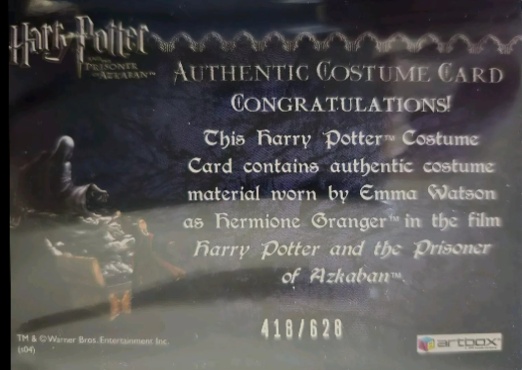 Harry Potter
AND THE
PRISONER
OF AZKABAN™
AUTHENTIC COSTUME CARD
CONGRATULATIONS!
This Harry Potter™ Costume
Card contains authentic costume
material worn by Emma Watson
as Hermione Granger™ in the film
Harry Potter and the Prisoner
of Azkaban™
418/628
TM & © Warner Bros. Entertainment Inc.
(s04)
artbox